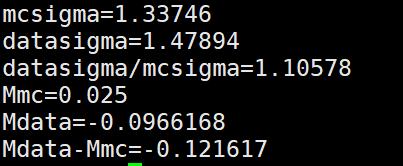 mcsigma=1.33746
datasigma=1.47894
datasigma/mcsigma=1.10578
Mmc=0.025
Mdata=-0.0966168
Mdata-Mmc=-0.121617